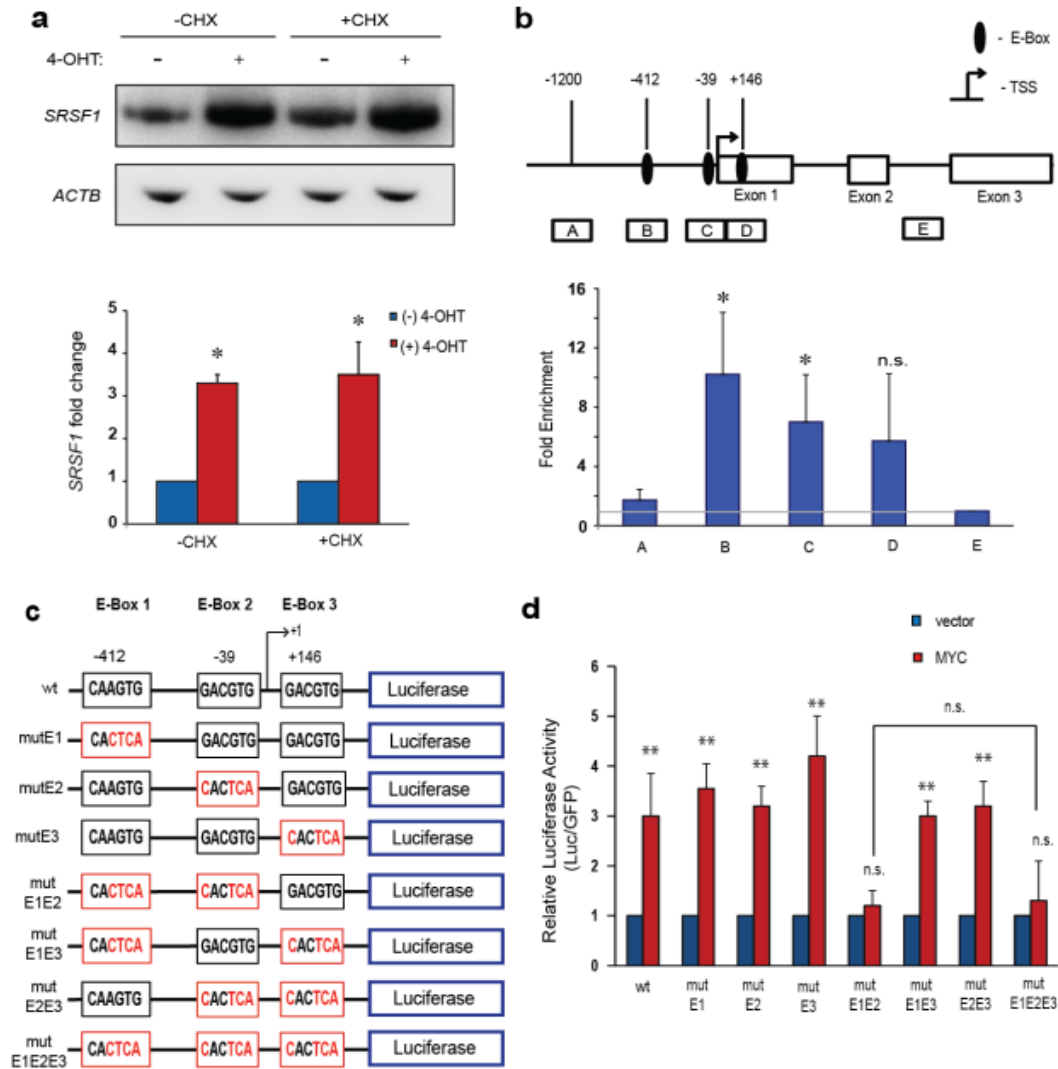 a
-CHX +CHX
4-OHT: - + - +
SRSF1
ACTB
SRSF1 fold change
5
4
3
2
1
0
(-) 4-OHT
(+) 4-OHT
* *
-CHX +CHX
b
- E-Box
- TSS
-1200 -412 -39 +146
Exon 1 Exon 2 Exon 3
A B C D E
Fold Enrichment
16
12
8
4
0
* * n.s.
A B C D E
c
E-Box 1 E-Box 2 E-Box 3
+1
-412 -39 +146
wt CAAGTG GACGTG GACGTG Luciferase
mutE1 CACTCA GACGTG GACGTG Luciferase
mutE2 CAAGTG CACTCA GACGTG Luciferase
mutE3 CAAGTG GACGTG CACTCA Luciferase
mut
E1E2 CACTCA CACTCA GACGTG Luciferase
mut
E1E3 CACTCA GACGTG CACTCA Luciferase
mut
E2E3 CAAGTG CACTCA CACTCA Luciferase
mut
E1E2E3 CACTCA CACTCA CACTCA Luciferase
d
vector
MYC
Relative Luciferase Activity
(Luc/GFP)
6
5
4
3
2
1
0
n.s.
** ** ** ** n.s. ** ** n.s.
wt
mut
E1
mut
E2
mut
E3
mut
E1E2
mut
E1E3
mut
E2E3
mut
E1E2E3